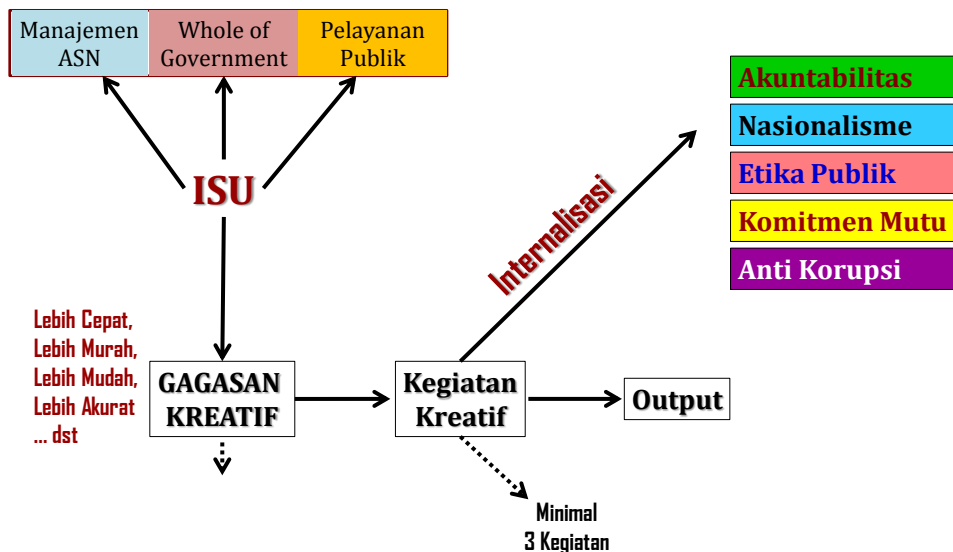 Manajemen
ASN
Whole of
Government
Pelayanan
Publik
ISU
Akuntabilitas
Nasionalisme
Etika Publik
Komitmen Mutu
Anti Korupsi
Internalisasi
Lebih Cepat,
Lebih Murah,
Lebih Mudah,
Lebih Akurat
... dst
GAGASAN
KREATIF
Kegiatan
Kreatif
Output
Minimal
3 Kegiatan